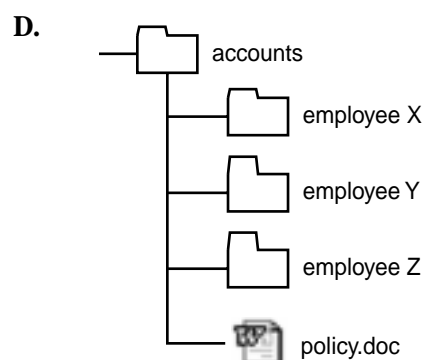 D.
accounts
employee X
employee Y
employee Z
W
policy.doc